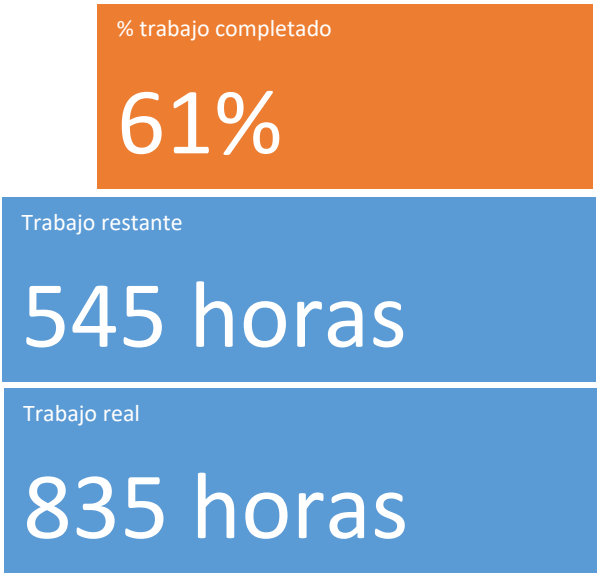 % trabajo completado
61%
Trabajo restante
545 horas
Trabajo real
835 horas